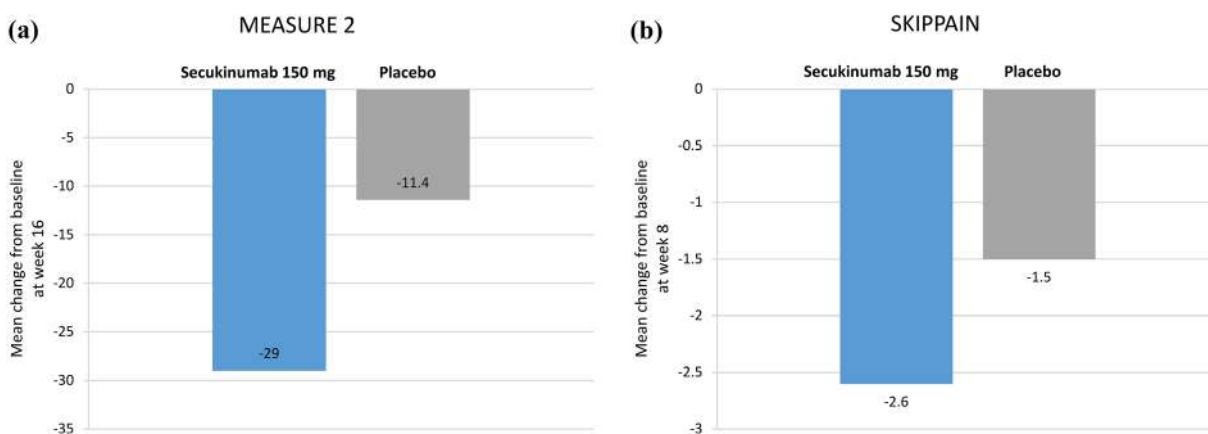 (a)
MEASURE 2
Secukinumab 150 mg
Placebo
0
-5
-10
-15
-20
-25
-30
-35
Mean change from baseline
at week 16
-11.4
-29
(b)
SKIPPAIN
Secukinumab 150 mg
Placebo
0
-0.5
-1
-1.5
-2
-2.5
-3
Mean change from baseline
at week 8
-1.5
-2.6